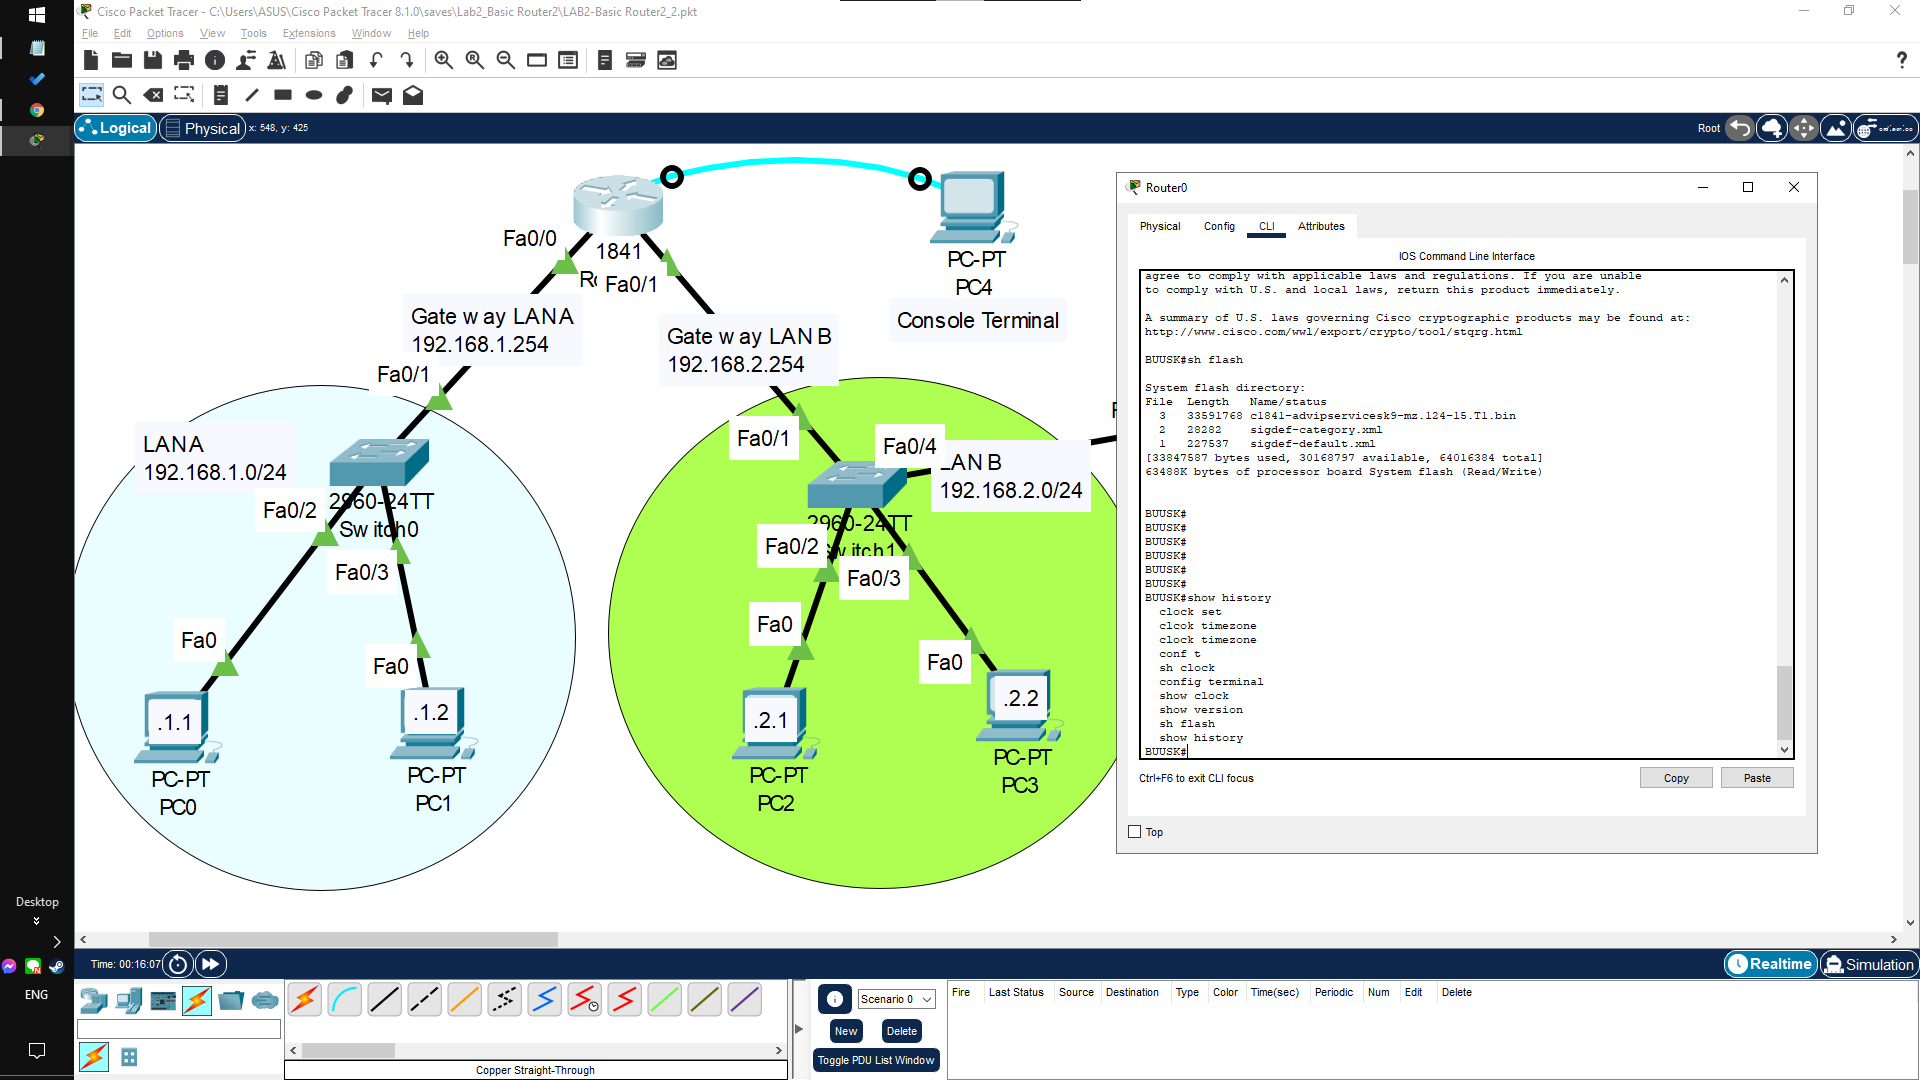 Cisco Packet Tracer - C:\Users\ASUS\Cisco Packet Tracer 8.1.0\saves\Lab2_Basic Router2\LAB2-Basic Router2_2.pkt
File Edit Options View Tools Extensions Window Help
?
Logical Physical x: 548, y: 425
Root
Fa0/0
1841
Fa0/1
PC-PT
PC4
Console Terminal
Gate w ay LAN A
192.168.1.254
Gate w ay LAN B
192.168.2.254
Fa0/1
LAN A
192.168.1.0/24
Fa0/2
2960-24TT
Sw itch0
Fa0/3
Fa0
Fa0
.1.1
PC-PT
PC0
.1.2
PC-PT
PC1
Fa0/1
Fa0/4
LAN B
192.168.2.0/24
2960-24TT
Sw itch1
Fa0/2
Fa0/3
Fa0
Fa0
.2.1
PC-PT
PC2
.2.2
PC-PT
PC3
Router0
Physical Config CLI Attributes
IOS Command Line Interface
agree to comply with applicable laws and regulations. If you are unable
to comply with U.S. and local laws, return this product immediately.
A summary of U.S. laws governing Cisco cryptographic products may be found at:
http://www.cisco.com/wwl/export/crypto/tool/stqrg.html
BUUSK#sh flash
System flash directory:
File Length Name/status
3 33591768 c1841-advipservicesk9-mz.124-15.T1.bin
2 28282 sigdef-category.xml
1 227537 sigdef-default.xml
[33847587 bytes used, 30168797 available, 64016384 total]
63488K bytes of processor board System flash (Read/Write)
BUUSK#
BUUSK#
BUUSK#
BUUSK#
BUUSK#
BUUSK#
BUUSK#show history
clock set
clcok timezone
clock timezone
conf t
sh clock
config terminal
show clock
show version
sh flash
show history
BUUSK#
Ctrl+F6 to exit CLI focus
Copy Paste
Top
Desktop
ENG
Time: 00:16:07
Realtime Simulation
Scenario 0
New Delete
Toggle PDU List Window
Fire Last Status Source Destination Type Color Time(sec) Periodic Num Edit Delete
Copper Straight-Through